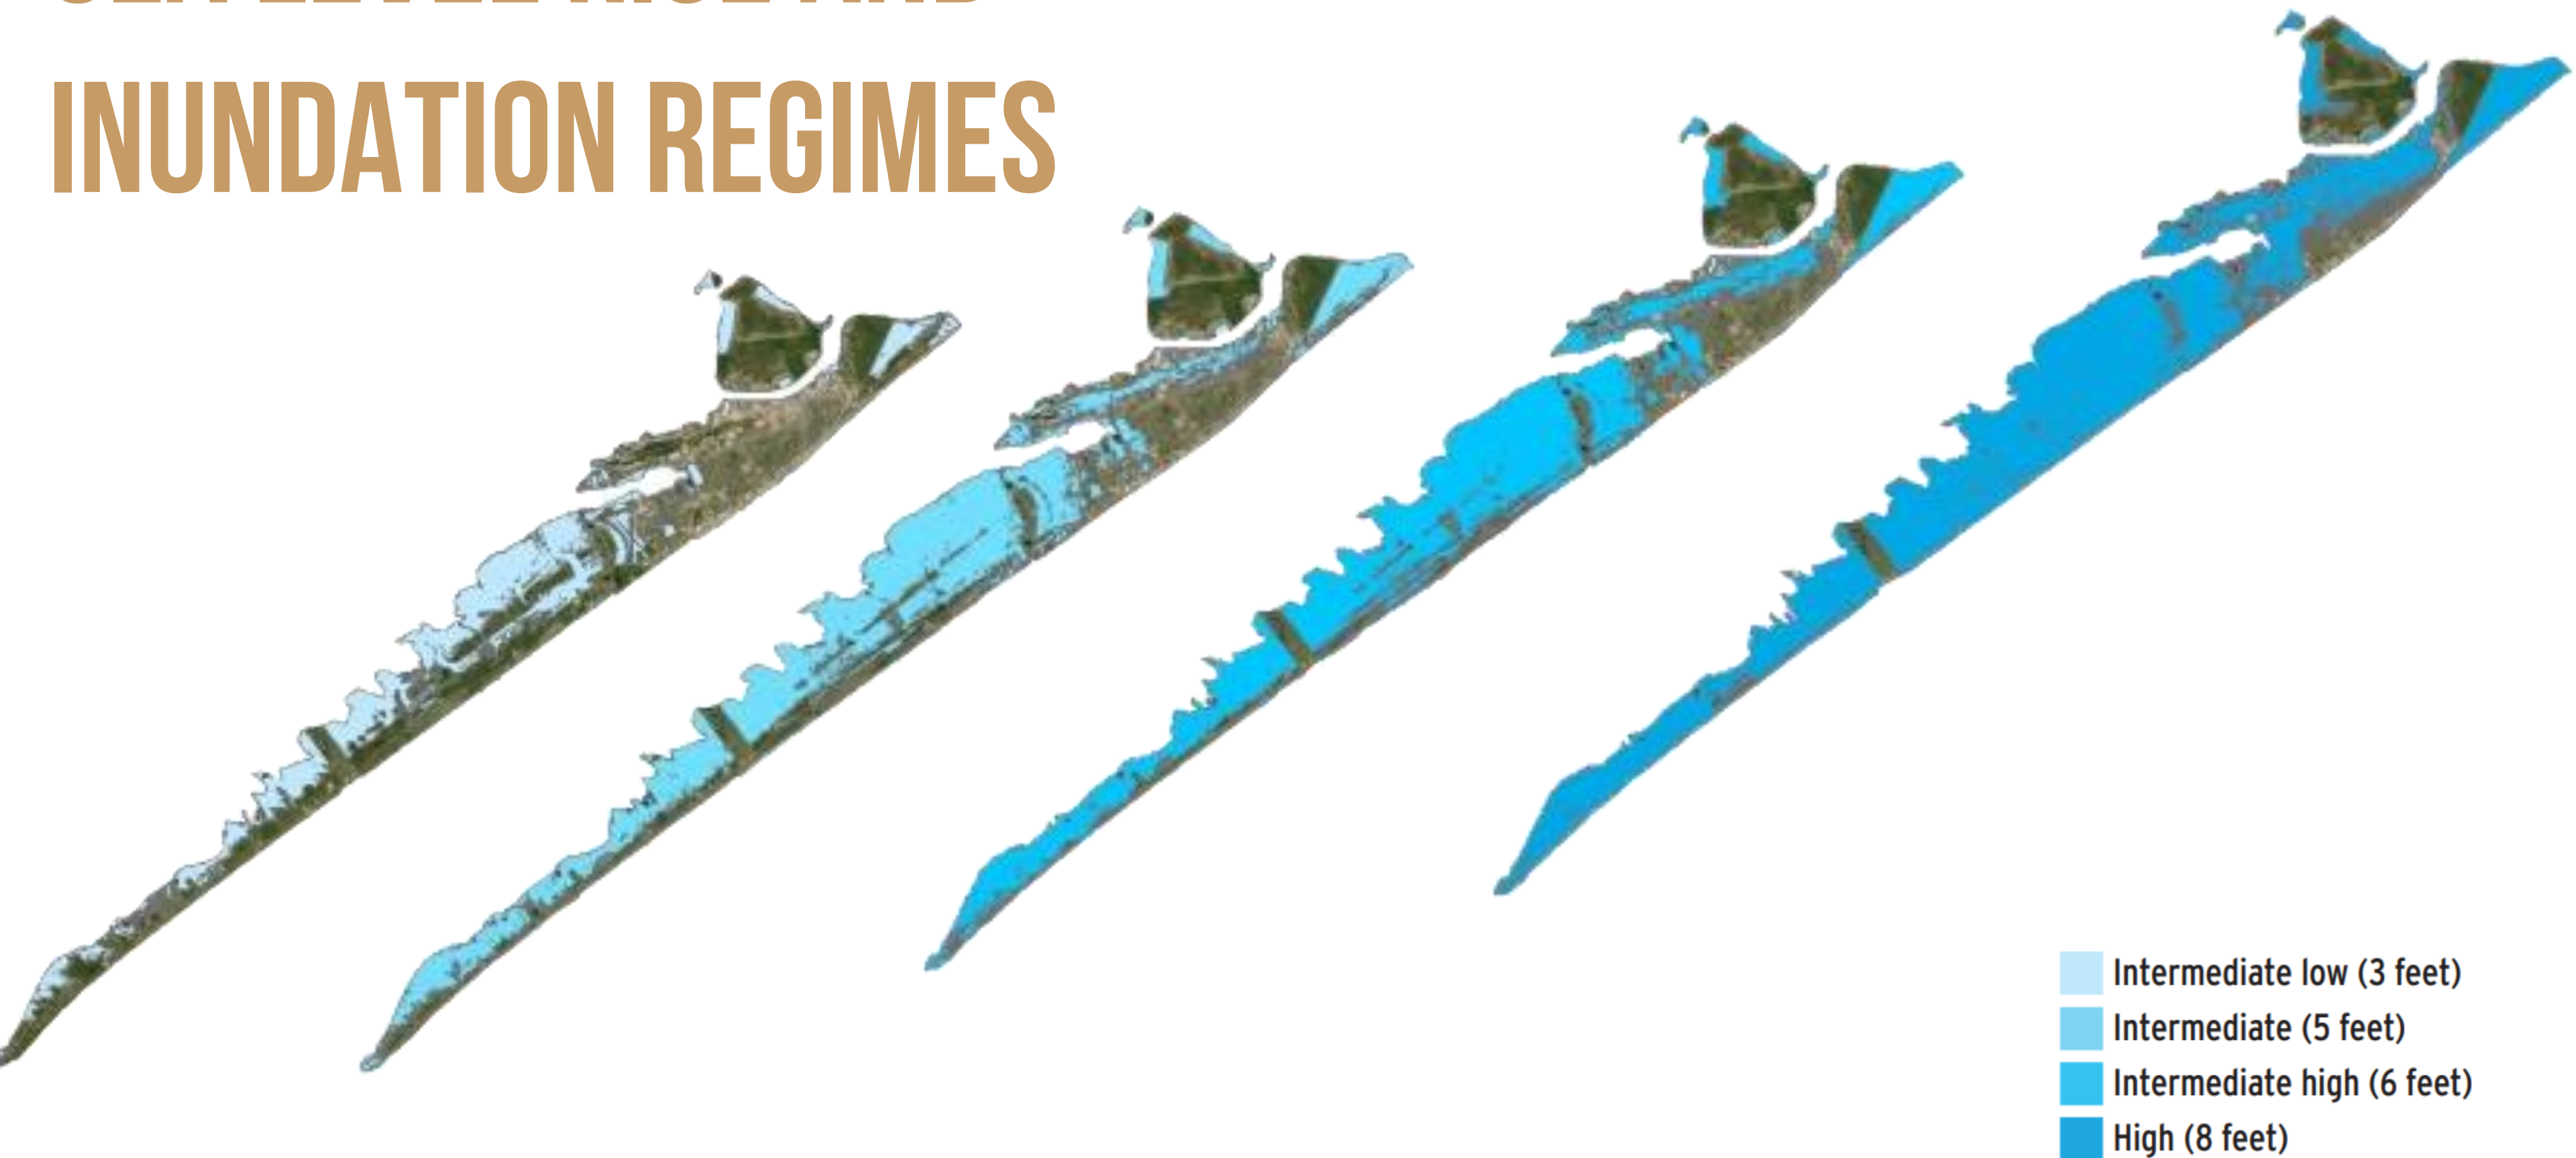 INUNDATION REGIMES
Intermediate low (3 feet)
Intermediate (5 feet)
Intermediate high (6 feet)
High (8 feet)